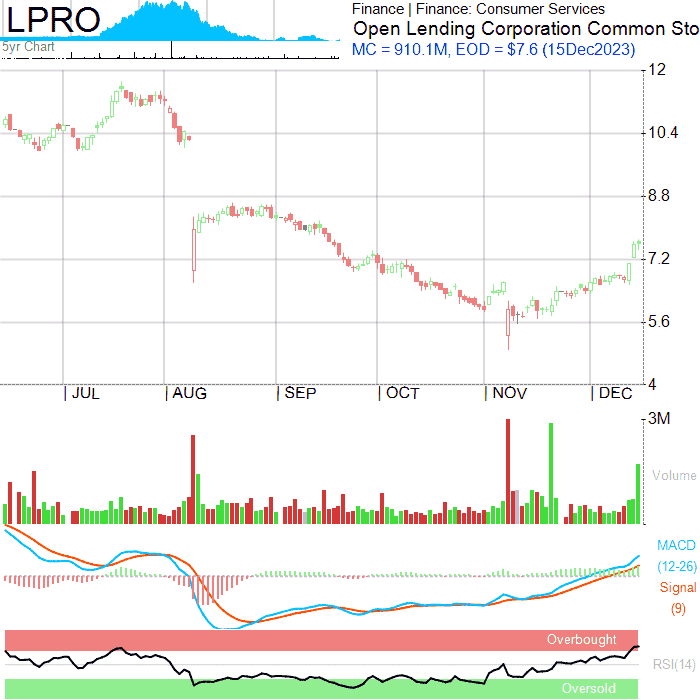 LPRO
5yr Chart
Finance | Finance: Consumer Services
Open Lending Corporation Common Sto
MC = 910.1M, EOD = $7.6 (15Dec2023)
12
10.4
8.8
7.2
5.6
4
| JUL | AUG | SEP | OCT | NOV | DEC
3M
Volume
MACD
(12-26)
Signal
(9)
Overbought
RSI(14)
Oversold